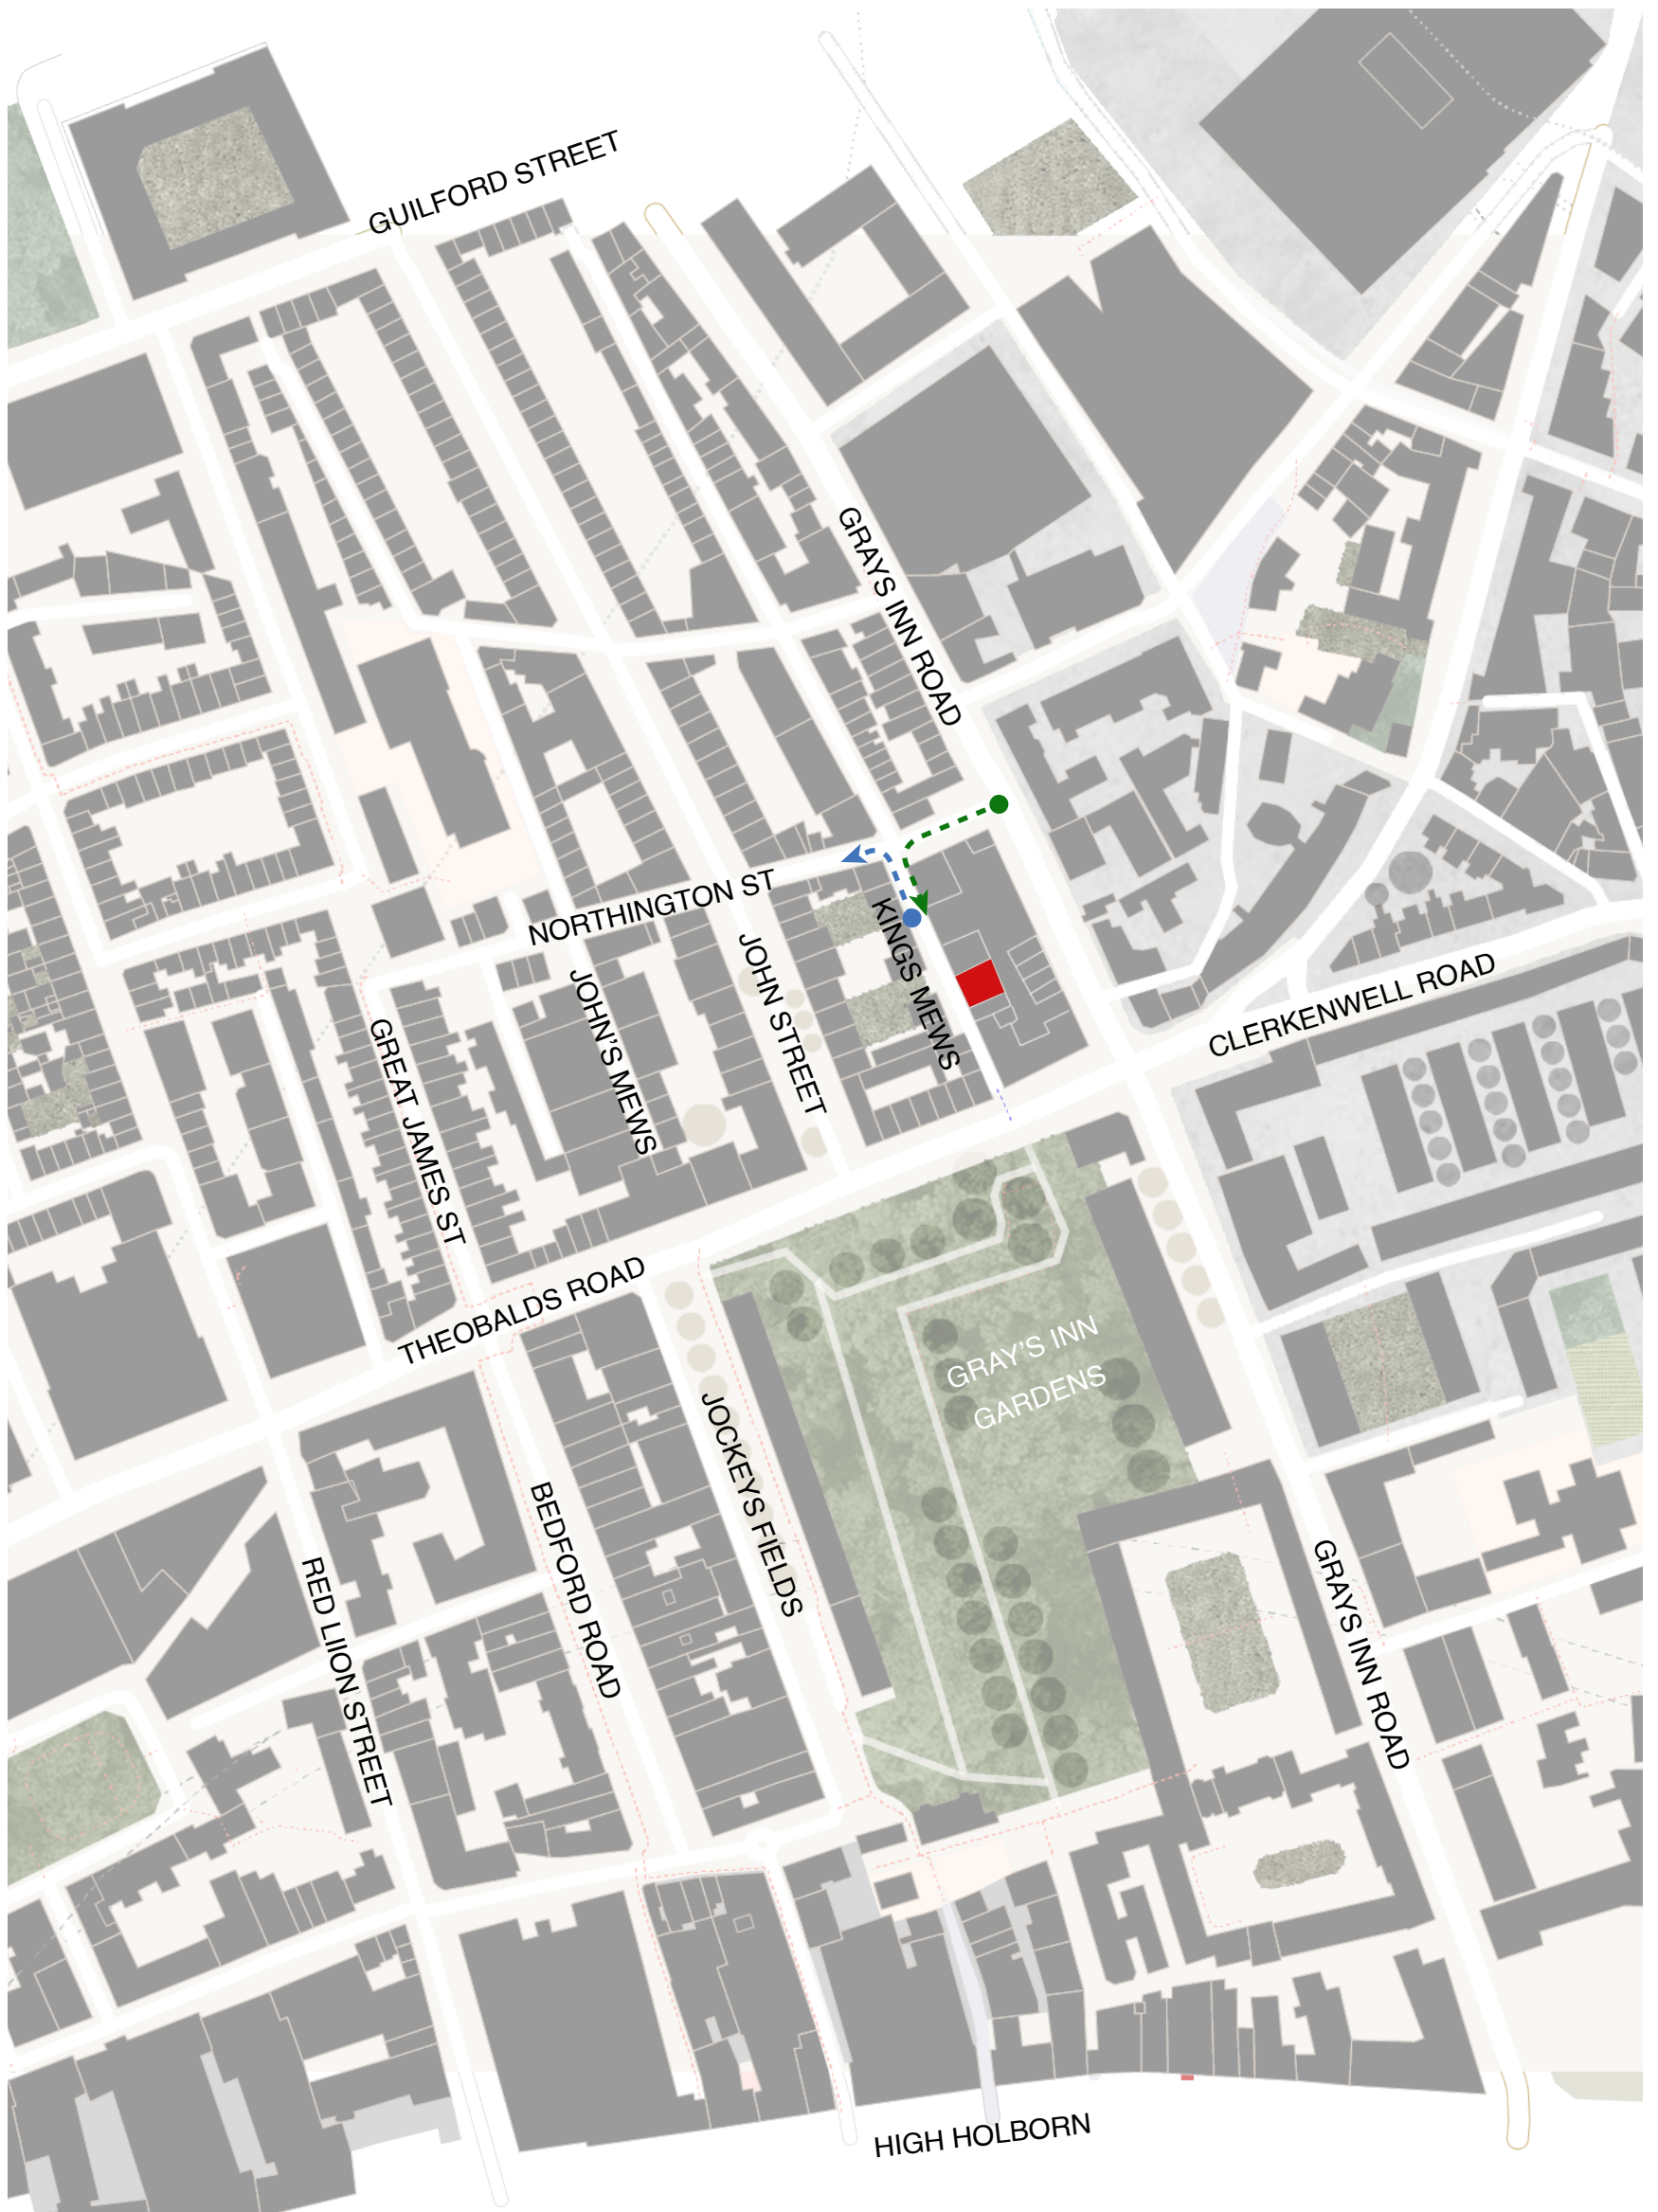 GUILFORD STREET
GRAYS INN ROAD
NORTHINGTON ST
KINGS MEWS
JOHN STREET
JOHN'S MEWS
GREAT JAMES ST
CLERKENWELL ROAD
THEOBALDS ROAD
GRAY'S INN
GARDENS
JOCKEYS FIELDS
BEDFORD ROAD
RED LIION STREET
GRAYS INN ROAD
HIGH HOLBORN